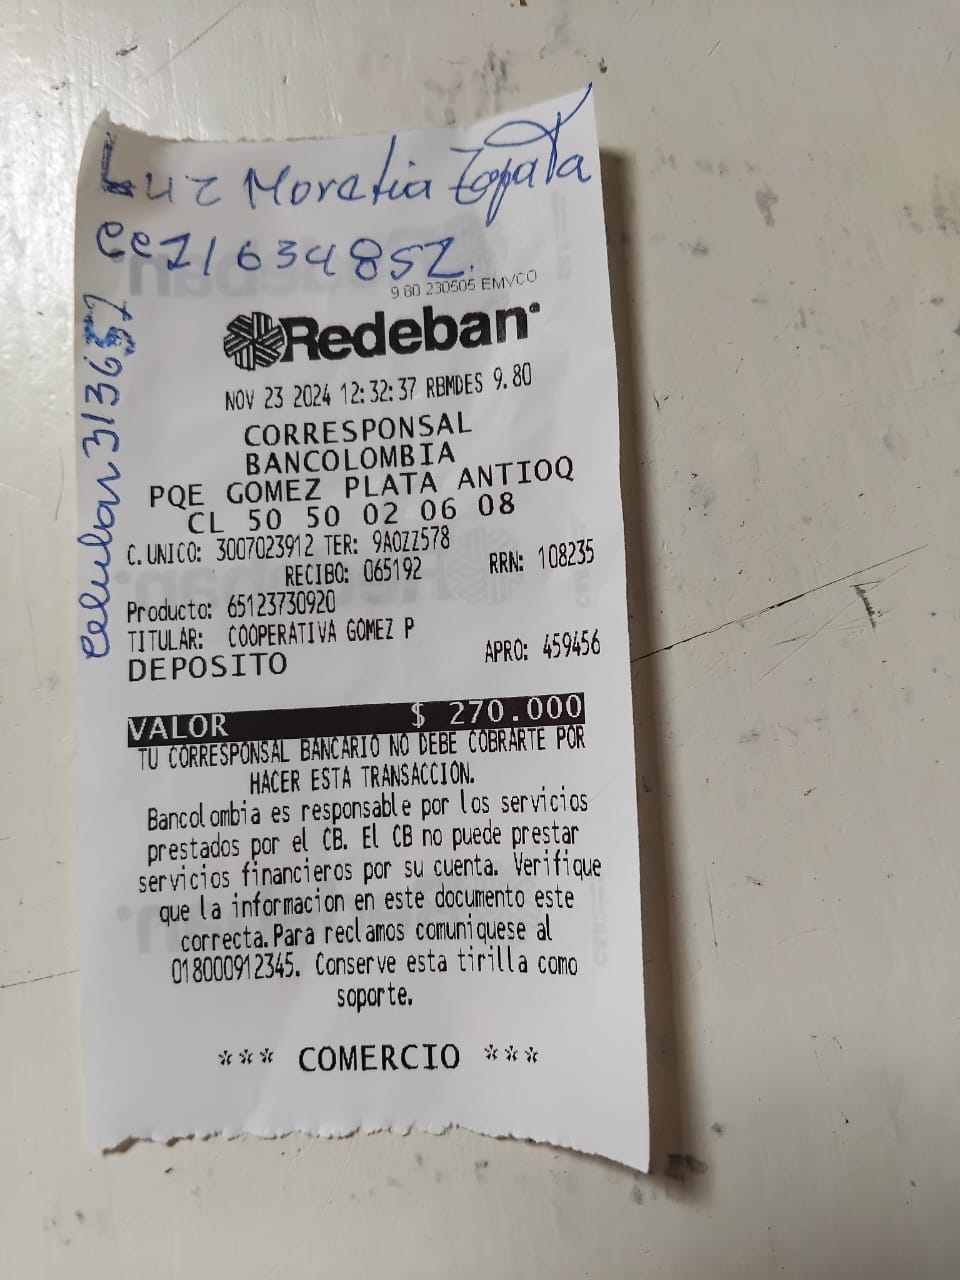 Luz Moretia Zapata
cc 21634852.
9.80 230505 EMVCO
Redeban
NOV 23 2024 12:32:37 RBMDES 9.80
CORRESPONSAL
BANCOLOMBIA
PQE GOMEZ PLATA ANTIOQ
CL 50 50 02 06 08
C. UNICO: 3007023912 TER: 9A0ZZ578
RECIBO: 065192 RRN: 108235
Producto: 65123730920
TITULAR: COOPERATIVA GOMEZ P
DEPOSITO APRO: 459456
VALOR $ 270.000
TU CORRESPONSAL BANCARIO NO DEBE COBRARTE POR
HACER ESTA TRANSACCION.
Bancolombia es responsable por los servicios
prestados por el CB. El CB no puede prestar
servicios financieros por su cuenta. Verifique
que la informacion en este documento este
correcta.Para reclamos comuniquese al
018000912345. Conserve esta tirilla como
soporte.
*** COMERCIO ***